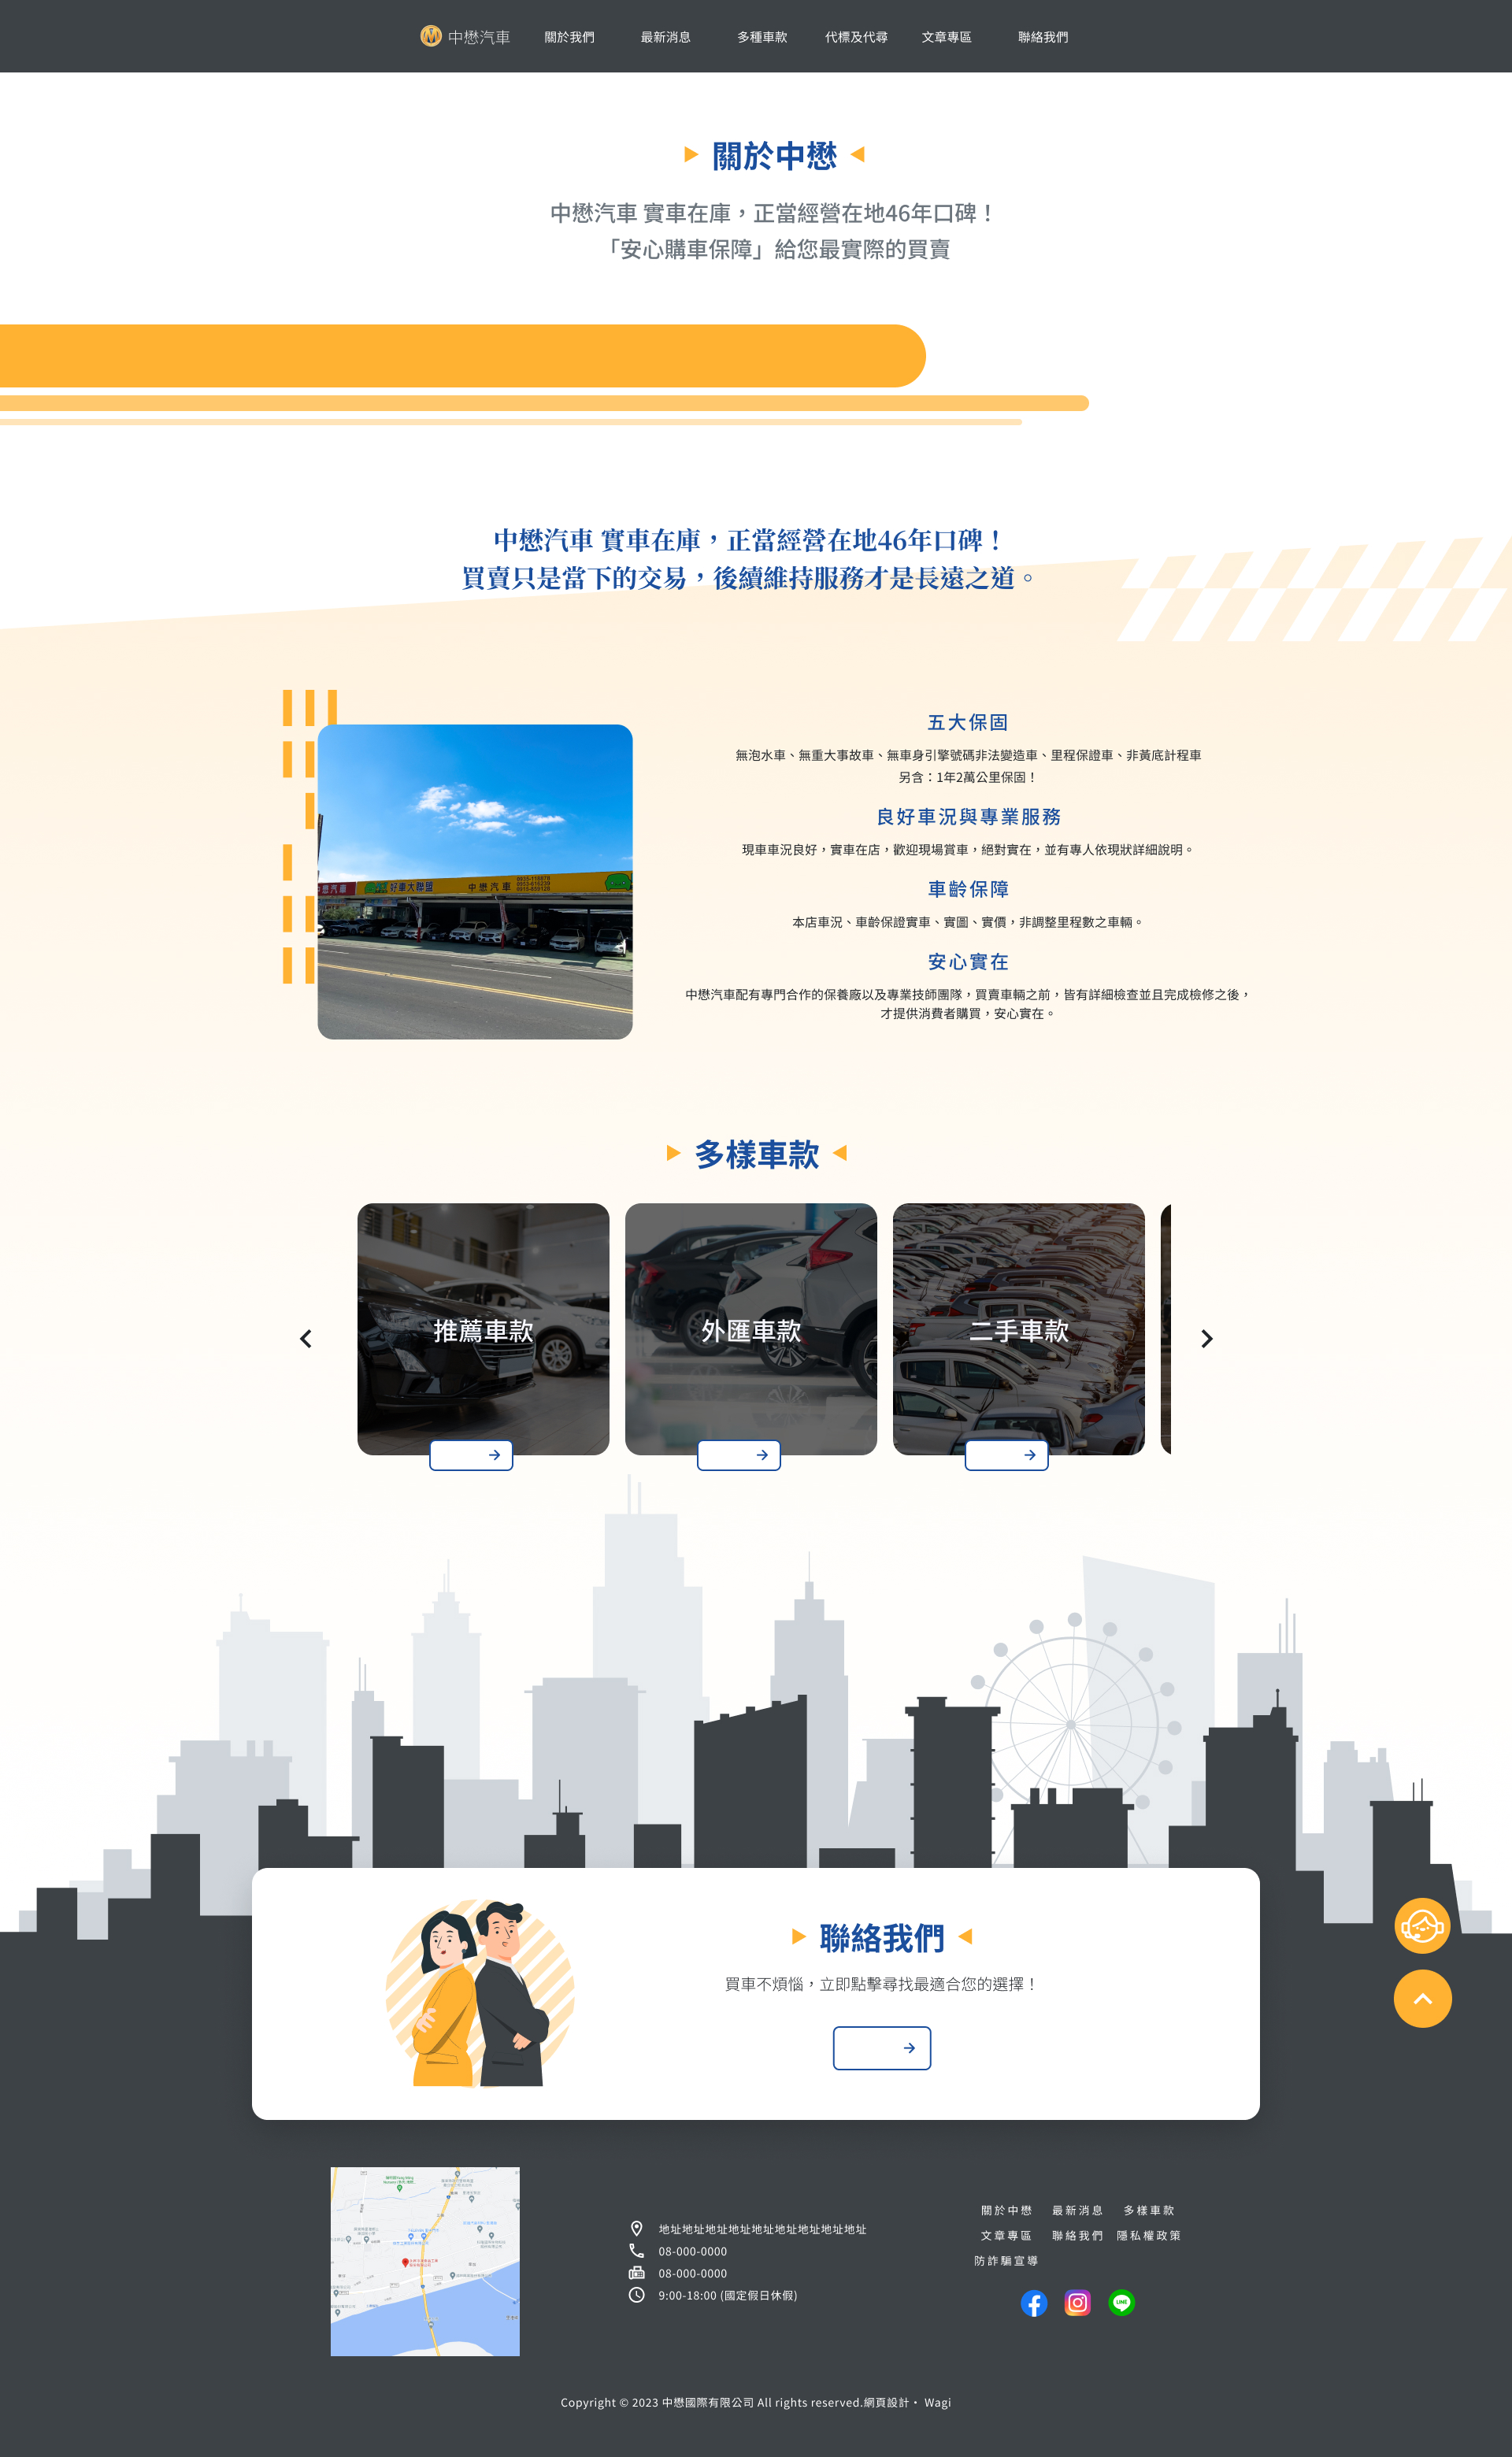 中懋汽車
關於我們
最新消息
多種車款
代標及代尋
文章專區
聯絡我們
關於中懋
中懋汽車 實車在庫，正當經營在地46年口碑！
「安心購車保障」給您最實際的買賣
中懋汽車 實車在庫，正當經營在地46年口碑！
買賣只是當下的交易，後續維持服務才是長遠之道。
中懋汽車
好車大聯盟
中懋汽車
五大保固
無泡水車、無重大事故車、無車身引擎號碼非法變造車、里程保證車、非黃底計程車
另含：1年2萬公里保固！
良好車況與專業服務
現車車況良好，實車在店，歡迎現場賞車，絕對實在，並有專人依現狀詳細說明。
車齡保障
本店車況、車齡保證實車、實圖、實價，非調整里程數之車輛。
安心實在
中懋汽車配有專門合作的保養廠以及專業技師團隊，買賣車輛之前，皆有詳細檢查並且完成檢修之後，
才提供消費者購買，安心實在。
多樣車款
推薦車款
外匯車款
二手車款
聯絡我們
買車不煩惱，立即點擊尋找最適合您的選擇！
地址地址地址地址地址地址地址地址地址
08-000-0000
08-000-0000
9:00-18:00 (國定假日休假)
關於中懋 最新消息 多樣車款
文章專區 聯絡我們 隱私權政策
防詐騙宣導
LINE
Copyright © 2023 中懋國際有限公司 All rights reserved.網頁設計‧ Wagi